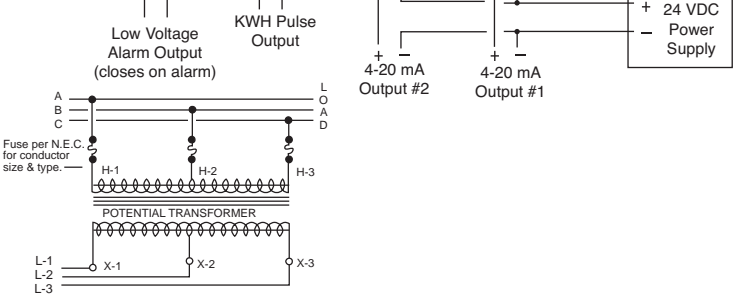 Low Voltage
Alarm Output
(closes on alarm)
KWH Pulse
Output
+ –
4-20 mA
Output #2
+ –
4-20 mA
Output #1
+ 24 VDC
Power
– Supply
A
B
C
L
O
A
D
Fuse per N.E.C.
for conductor
size & type.
H-1
H-2
H-3
POTENTIAL TRANSFORMER
L-1
L-2
L-3
X-1
X-2
X-3